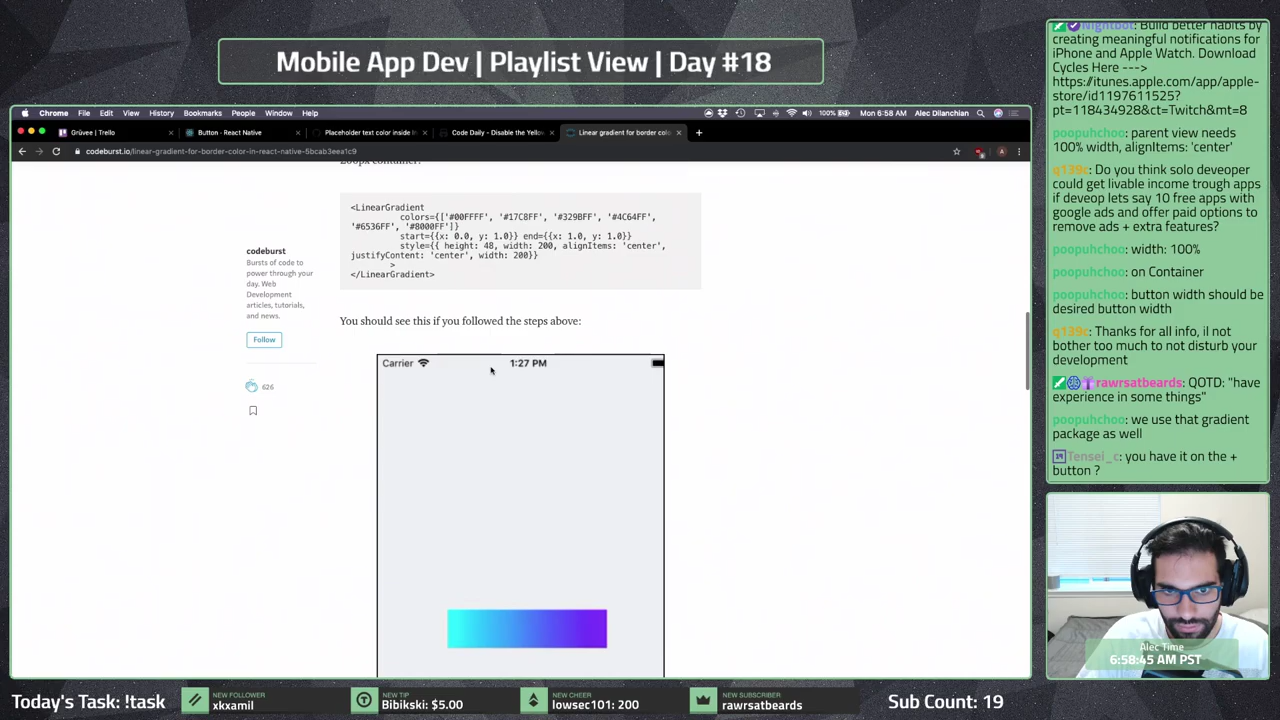 Mobile App Dev | Playlist View | Day #18
Chrome File Edit View History Bookmarks People Window Help
100% Mon 6:58 AM Alec Dilanchian
Grüvee | Trello
Button - React Native
Placeholder text color inside
Code Daily - Disable the Yellow
Linear gradient for border colo
codeburst.io/linear-gradient-for-border-color-in-react-native-5bcab3eea1c9
200px container.
<LinearGradient
colors={['#00FFFF', '#17C8FF', '#329BFF', '#4C64FF',
'#6536FF', '#8000FF']}
start={{x: 0.0, y: 1.0}} end={{x: 1.0, y: 1.0}}
style={{ height: 48, width: 200, alignItems: 'center',
justifyContent: 'center', width: 200}}
>
</LinearGradient>
codeburst
Bursts of code to
power through your
day. Web
Development
articles, tutorials,
and news.
Follow
626
You should see this if you followed the steps above:
Carrier 1:27 PM
Nightbot: Build better habits by
creating meaningful notifications for
iPhone and Apple Watch. Download
Cycles Here --->
https://itunes.apple.com/app/apple-
store/id1197611525?
pt=118434928&ct=Twitch&mt=8
poopuhchoo: parent view needs
100% width, alignItems: 'center'
q139c: Do you think solo deveoper
could get livable income trough apps
if deveop lets say 10 free apps with
google ads and offer paid options to
remove ads + extra features?
poopuhchoo: width: 100%
poopuhchoo: on Container
poopuhchoo: button width should be
desired button width
q139c: Thanks for all info, il not
bother too much to not disturb your
development
rawrsatbeards: QOTD: "have
experience in some things"
poopuhchoo: we use that gradient
package as well
Tensei_c: you have it on the +
button ?
Alec Time
6:58:45 AM PST
Today's Task: !task
NEW FOLLOWER
xkxamil
NEW TIP
Bibikski: $5.00
NEW CHEER
lowsec101: 200
NEW SUBSCRIBER
rawrsatbeards
Sub Count: 19